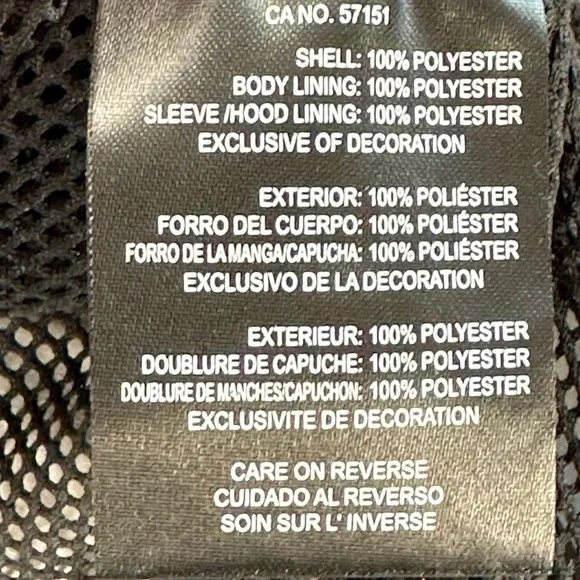 CA NO. 57151
SHELL: 100% POLYESTER
BODY LINING: 100% POLYESTER
SLEEVE /HOOD LINING: 100% POLYESTER
EXCLUSIVE OF DECORATION
EXTERIOR: 100% POLIÉSTER
FORRO DEL CUERPO: 100% POLIÉSTER
FORRO DE LA MANGA/CAPUCHA: 100% POLIÉSTER
EXCLUSIVO DE LA DECORATION
EXTERIEUR: 100% POLYESTER
DOUBLURE DE CAPUCHE: 100% POLYESTER
DOUBLURE DE MANCHES/CAPUCHON: 100% POLYESTER
EXCLUSIVITE DE DECORATION
CARE ON REVERSE
CUIDADO AL REVERSO
SOIN SUR L' INVERSE